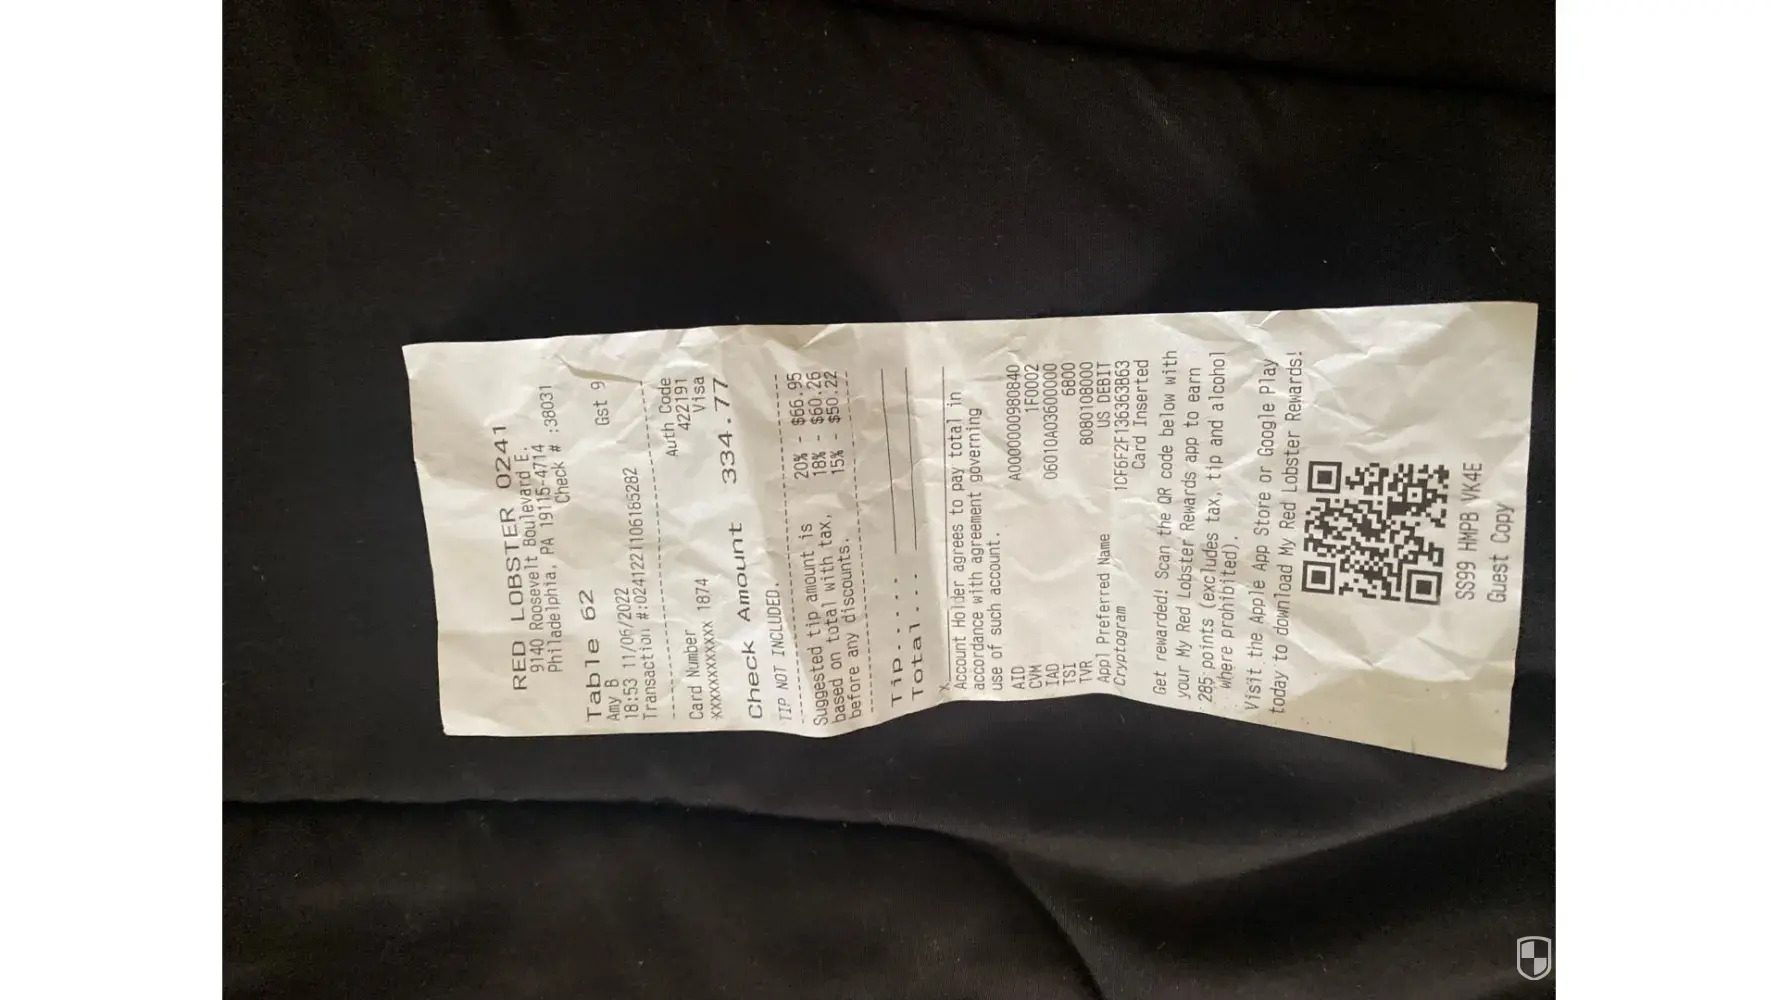 RED LOBSTER 0241
9140 Roosevelt Boulevard E.
Philadelphia, PA 19115-4714
Check # :38031
Table 62 Gst 9
Amy B
18:53 11/06/2022
Transaction #:0241221106185282
Auth Code
Card Number 422191
XXXXXXXXXXXX 1874 Visa
Check Amount 334.77
TIP NOT INCLUDED.
Suggested tip amount is 20% - $66.95
based on total with tax, 18% - $60.26
before any discounts. 15% - $50.22
Tip.....
Total...
X
Account Holder agrees to pay total in
accordance with agreement governing
use of such account.
AID A0000000980840
CVM 1F0002
IAD 06010A03600000
TSI 6800
TVR 8080108000
Appl Preferred Name US DEBIT
Cryptogram 1CF6F2F136363B63
Card Inserted
Get rewarded! Scan the QR code below with
your My Red Lobster Rewards app to earn
285 points (excludes tax, tip and alcohol
where prohibited).
Visit the Apple App Store or Google Play
today to download My Red Lobster Rewards!
SS99 HMPB VK4E
Guest Copy